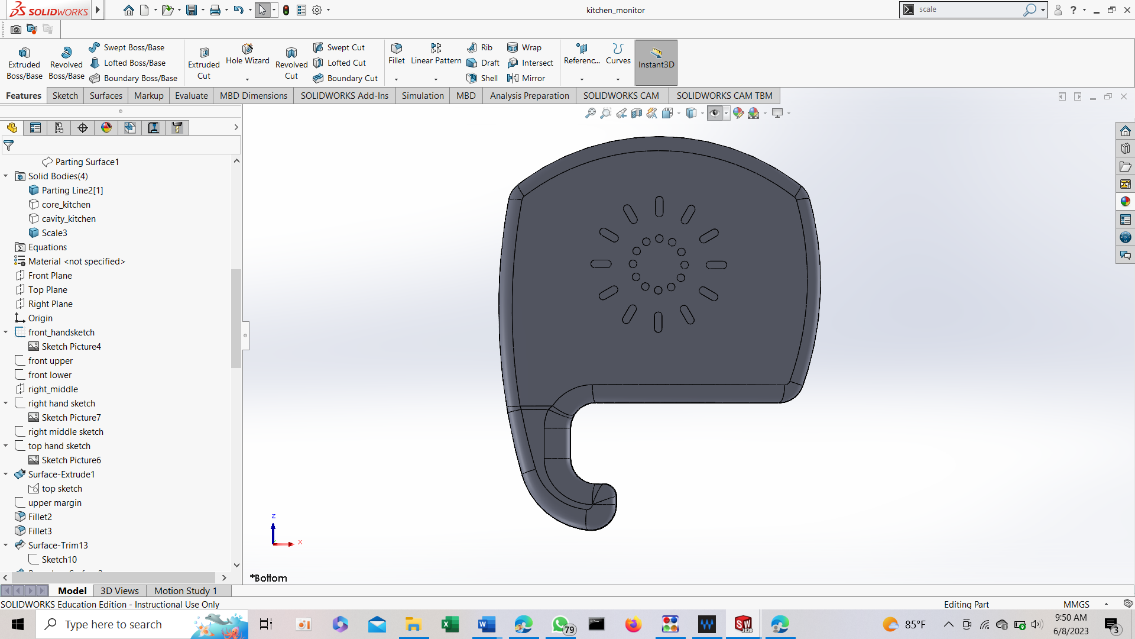 SOLIDWORKS
kitchen_monitor
scale
Extruded Boss/Base
Revolved Boss/Base
Swept Boss/Base
Lofted Boss/Base
Boundary Boss/Base
Extruded Cut
Hole Wizard
Revolved Cut
Swept Cut
Lofted Cut
Boundary Cut
Fillet
Linear Pattern
Rib
Draft
Shell
Wrap
Intersect
Mirror
Referenc...
Curves
Instant3D
Features
Sketch
Surfaces
Markup
Evaluate
MBD Dimensions
SOLIDWORKS Add-Ins
Simulation
MBD
Analysis Preparation
SOLIDWORKS CAM
SOLIDWORKS CAM TBM
Parting Surface1
Solid Bodies(4)
Parting Line2[1]
core_kitchen
cavity_kitchen
Scale3
Equations
Material <not specified>
Front Plane
Top Plane
Right Plane
Origin
front_handsketch
Sketch Picture4
front upper
front lower
right_middle
right hand sketch
Sketch Picture7
right middle sketch
top hand sketch
Sketch Picture6
Surface-Extrude1
top sketch
upper margin
Fillet2
Fillet3
Surface-Trim13
Sketch10
z
x
*Bottom
Model
3D Views
Motion Study 1
SOLIDWORKS Education Edition - Instructional Use Only
Editing Part
MMGS
Type here to search
79
85°F
9:50 AM
6/8/2023
3